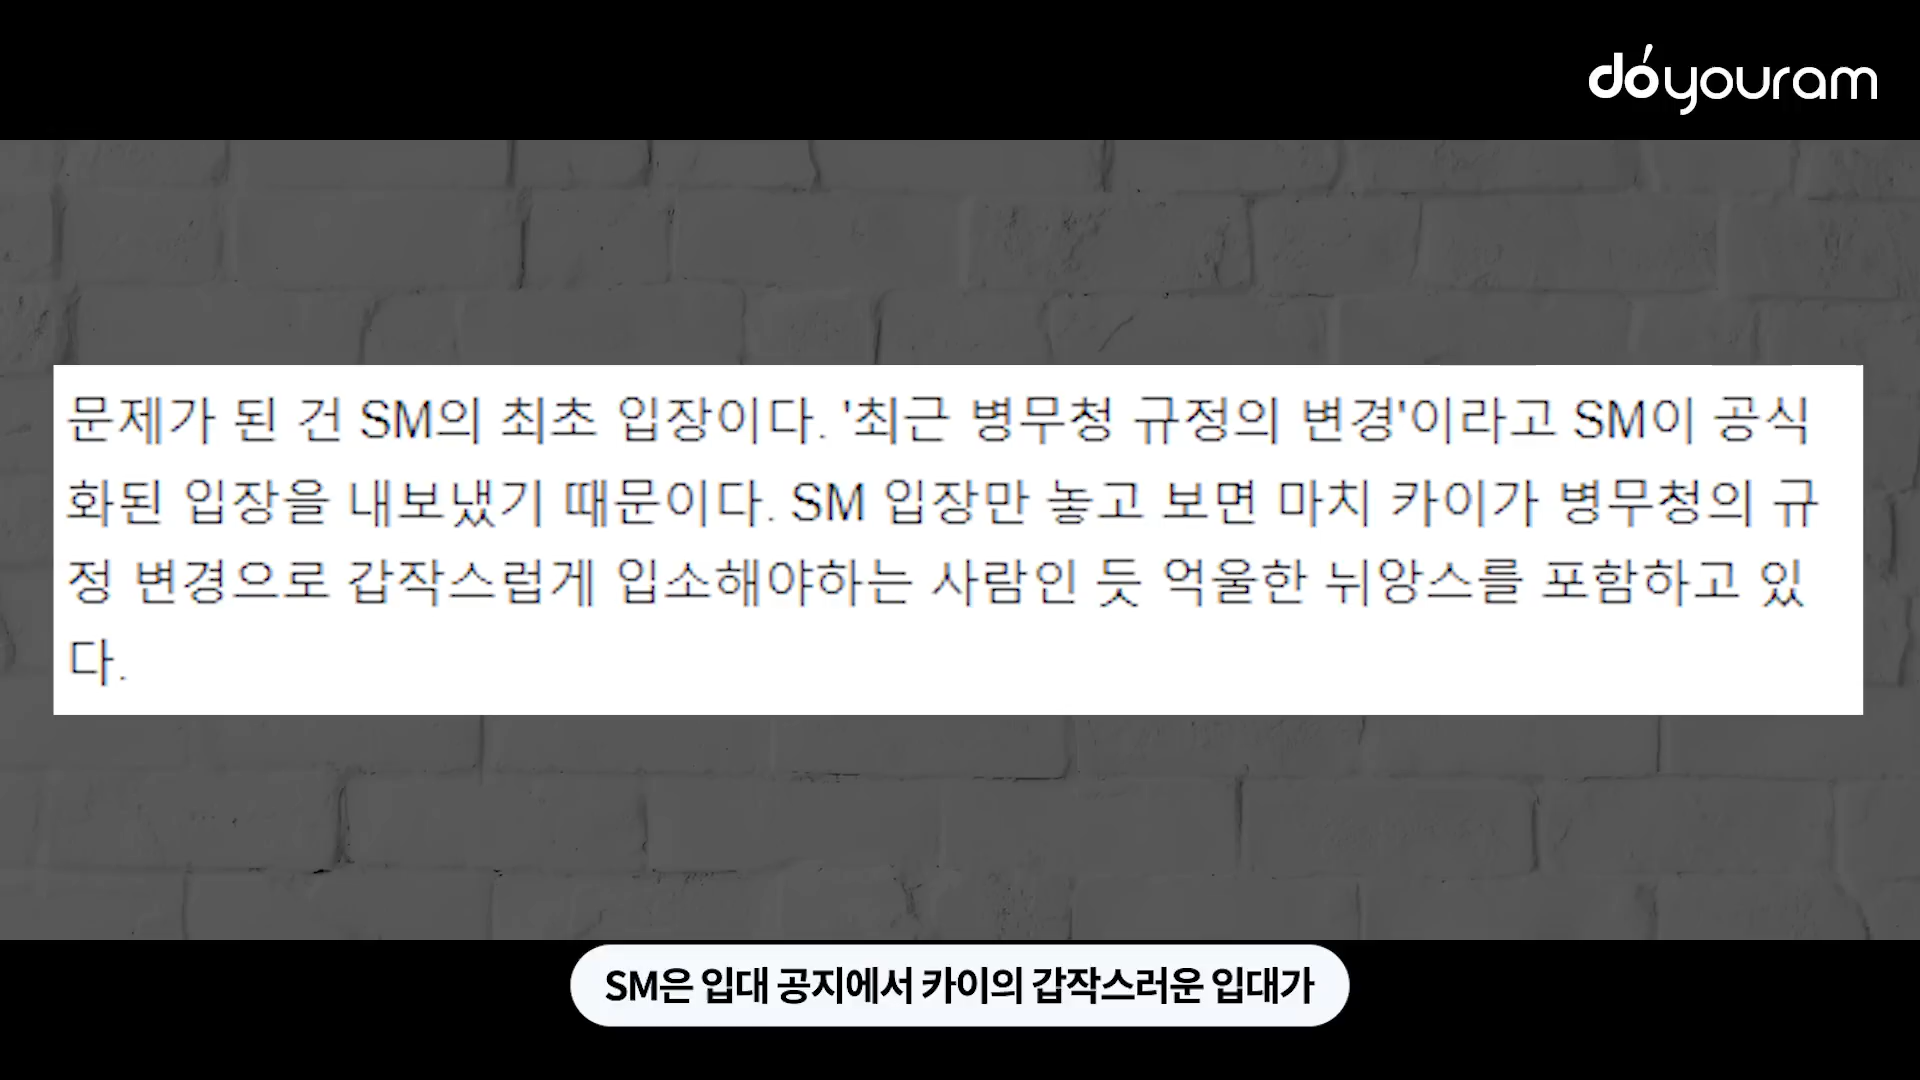 dóyouram
문제가 된 건 SM의 최초 입장이다. '최근 병무청 규정의 변경'이라고 SM이 공식
화된 입장을 내보냈기 때문이다. SM 입장만 놓고 보면 마치 카이가 병무청의 규
정 변경으로 갑작스럽게 입소해야하는 사람인 듯 억울한 뉘앙스를 포함하고 있
다.
SM은 입대 공지에서 카이의 갑작스러운 입대가